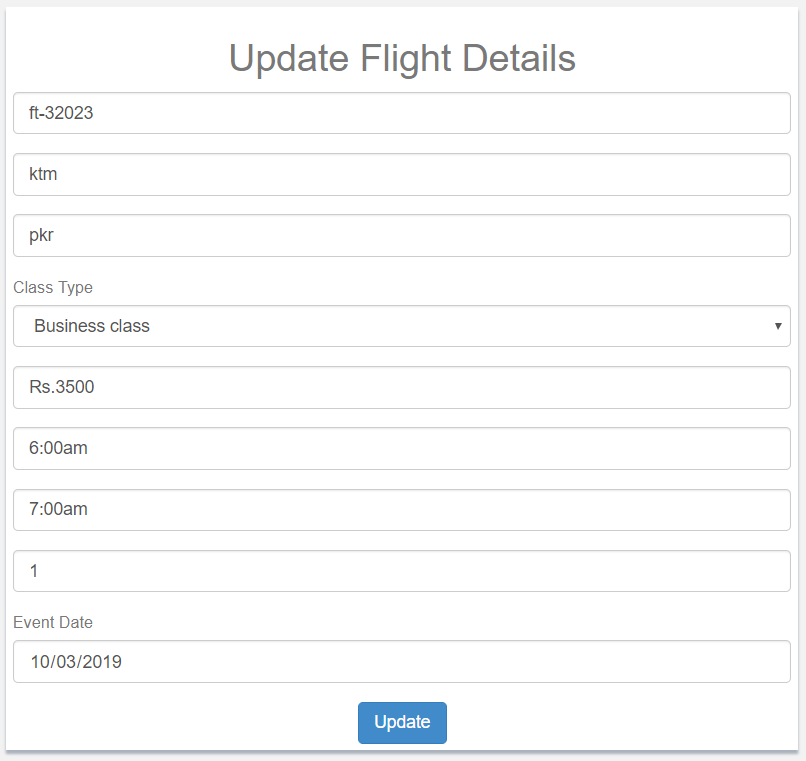 Update Flight Details
ft-32023
ktm
pkr
Class Type
Business class
Rs.3500
6:00am
7:00am
1
Event Date
10/03/2019
Update